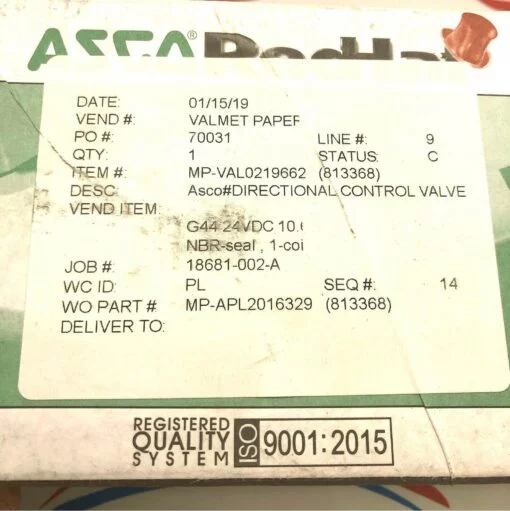 ASCO® RedHat
DATE: 01/15/19
VEND #: VALMET PAPER
PO #: 70031 LINE #: 9
QTY: 1 STATUS: C
ITEM #: MP-VAL0219662 (813368)
DESC: Asco#DIRECTIONAL CONTROL VALVE
VEND ITEM:
G44 24VDC 10.
NBR-seal , 1-coi
JOB #: 18681-002-A
WC ID: PL SEQ #: 14
WO PART #: MP-APL2016329 (813368)
DELIVER TO:
REGISTERED
QUALITY
SYSTEM
ISO 9001:2015